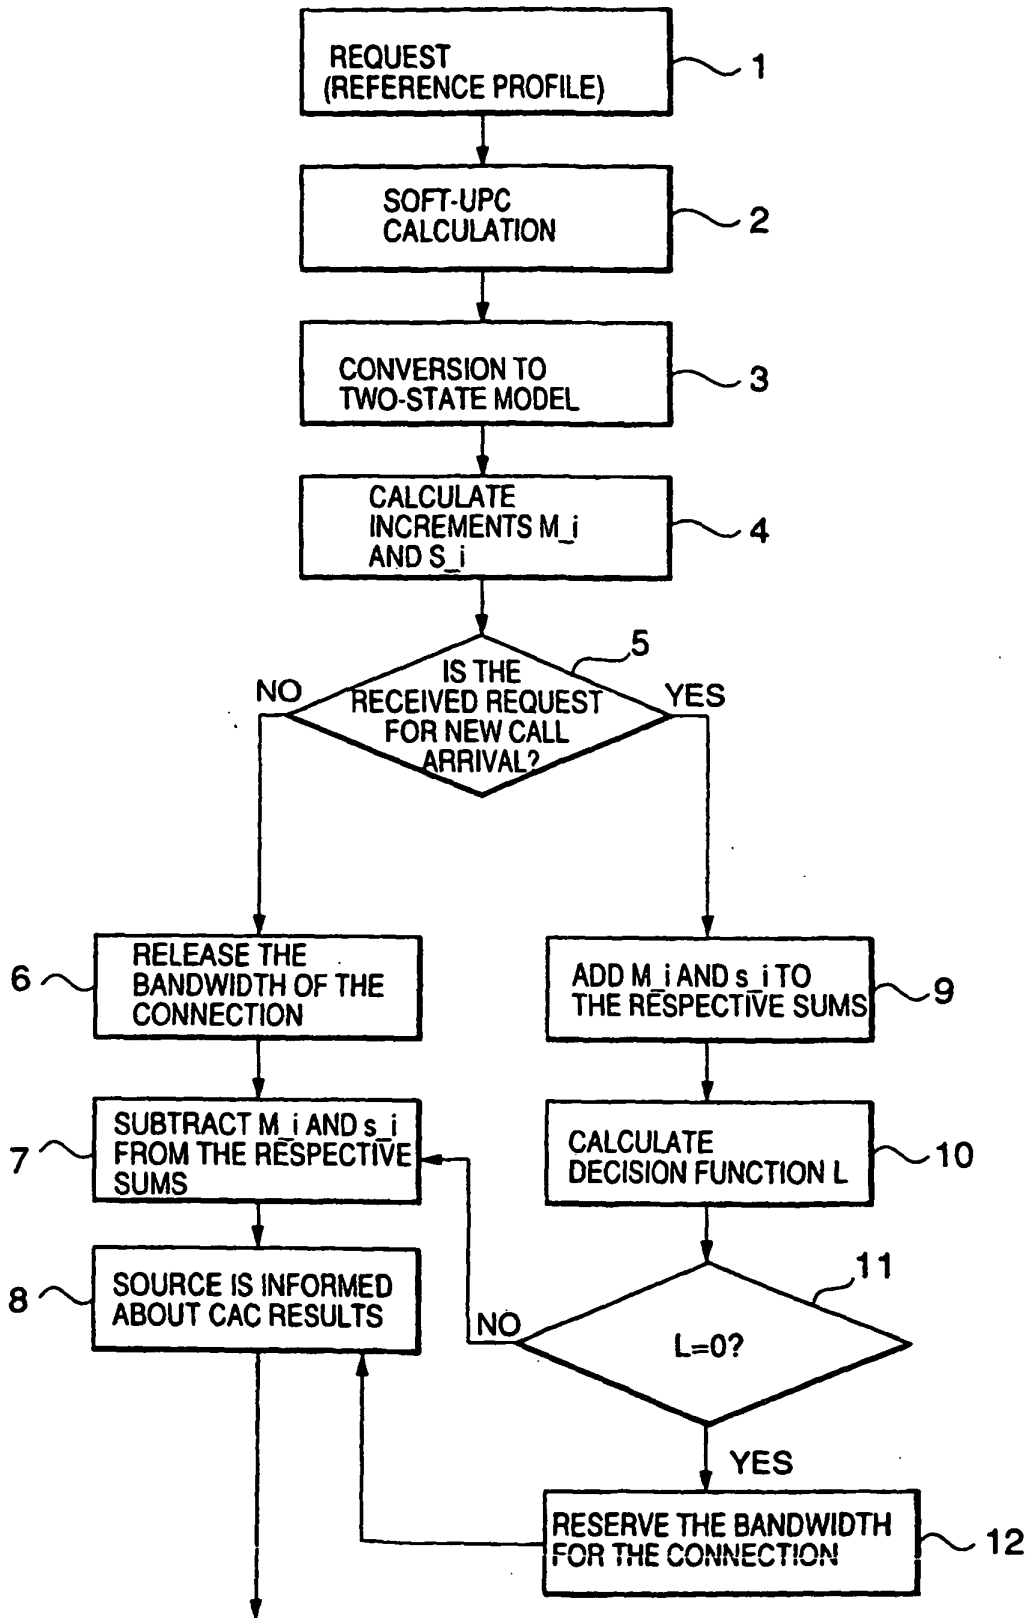 REQUEST
(REFERENCE PROFILE)
1
SOFT-UPC
CALCULATION
2
CONVERSION TO
TWO-STATE MODEL
3
CALCULATE
INCREMENTS M_i
AND S_i
4
5
IS THE
RECEIVED REQUEST
FOR NEW CALL
ARRIVAL?
NO
YES
6
RELEASE THE
BANDWIDTH OF THE
CONNECTION
ADD M_i AND s_i TO
THE RESPECTIVE SUMS
9
7
SUBTRACT M_i AND s_i
FROM THE RESPECTIVE
SUMS
CALCULATE
DECISION FUNCTION L
10
8
SOURCE IS INFORMED
ABOUT CAC RESULTS
11
NO
L=0?
YES
RESERVE THE BANDWIDTH
FOR THE CONNECTION
12